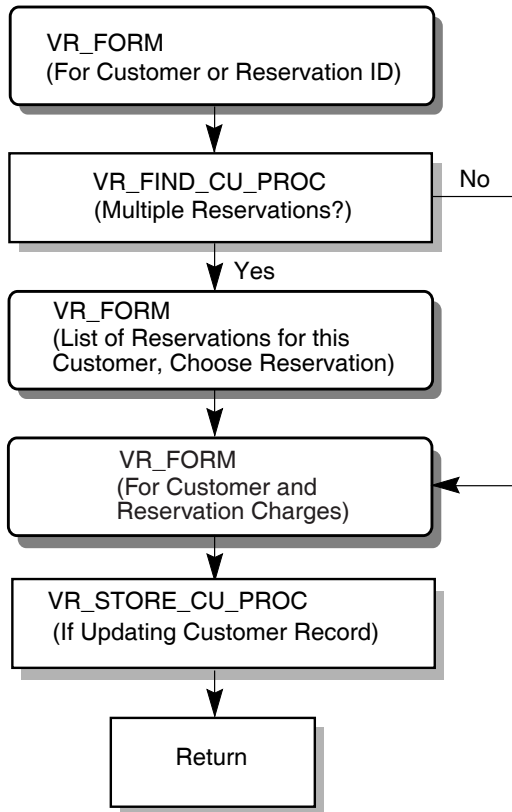 VR_FORM
(For Customer or Reservation ID)
VR_FIND_CU_PROC
(Multiple Reservations?)
No
Yes
VR_FORM
(List of Reservations for this
Customer, Choose Reservation)
VR_FORM
(For Customer and
Reservation Charges)
VR_STORE_CU_PROC
(If Updating Customer Record)
Return